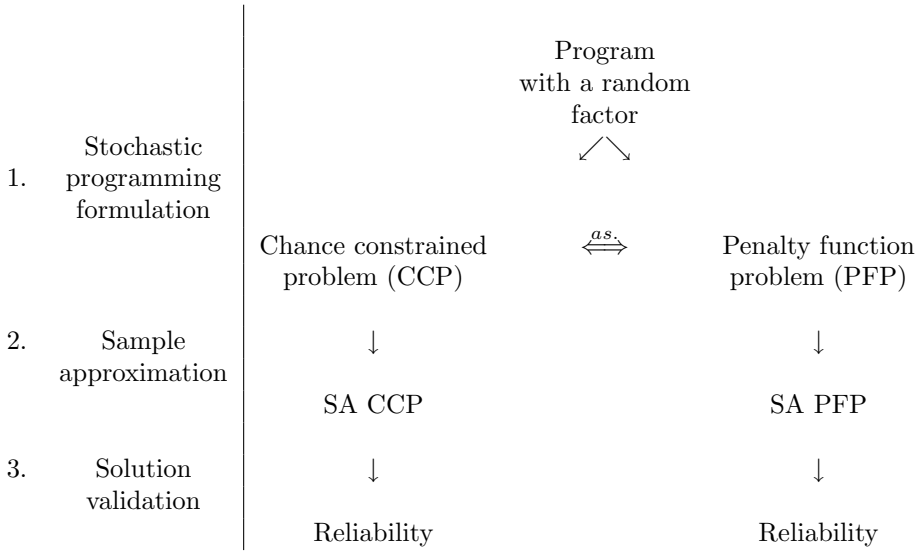 Program
with a random
factor
↙↘
1.
Stochastic
programming
formulation
Chance constrained
problem (CCP)
as.
⟺
Penalty function
problem (PFP)
2.
Sample
approximation
↓ ↓
SA CCP
SA PFP
3.
Solution
validation
↓ ↓
Reliability
Reliability